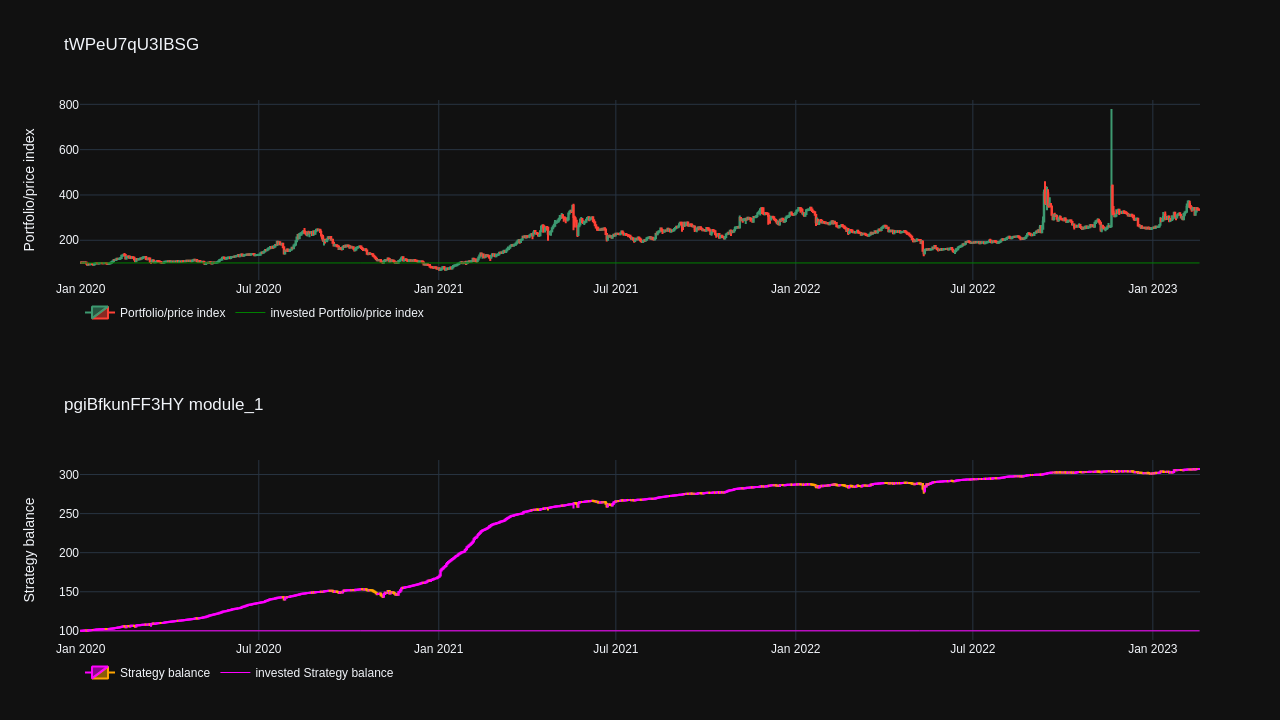 tWPeU7qU3IBSG
Portfolio/price index
800
600
400
200
Jan 2020 Jul 2020 Jan 2021 Jul 2021 Jan 2022 Jul 2022 Jan 2023
Portfolio/price index invested Portfolio/price index
pgiBfkunFF3HY module_1
Strategy balance
300
250
200
150
100
Jan 2020 Jul 2020 Jan 2021 Jul 2021 Jan 2022 Jul 2022 Jan 2023
Strategy balance invested Strategy balance